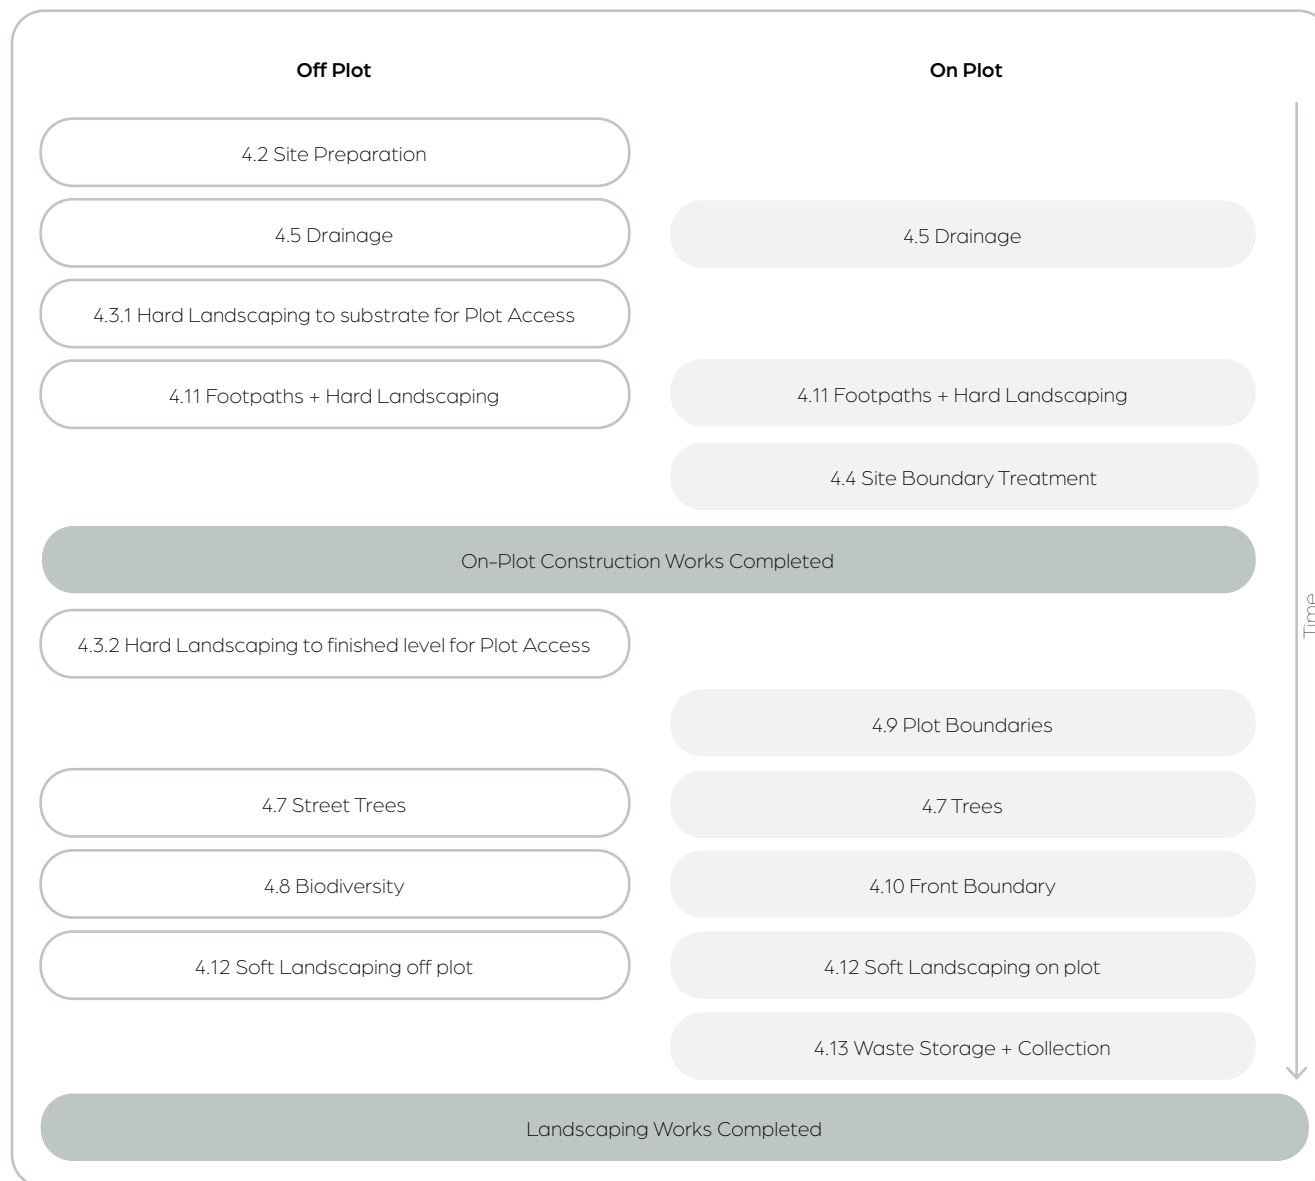 Off Plot
On Plot
4.2 Site Preparation
4.5 Drainage
4.5 Drainage
4.3.1 Hard Landscaping to substrate for Plot Access
4.11 Footpaths + Hard Landscaping
4.11 Footpaths + Hard Landscaping
4.4 Site Boundary Treatment
On-Plot Construction Works Completed
Time
4.3.2 Hard Landscaping to finished level for Plot Access
4.9 Plot Boundaries
4.7 Street Trees
4.7 Trees
4.8 Biodiversity
4.10 Front Boundary
4.12 Soft Landscaping off plot
4.12 Soft Landscaping on plot
4.13 Waste Storage + Collection
Landscaping Works Completed